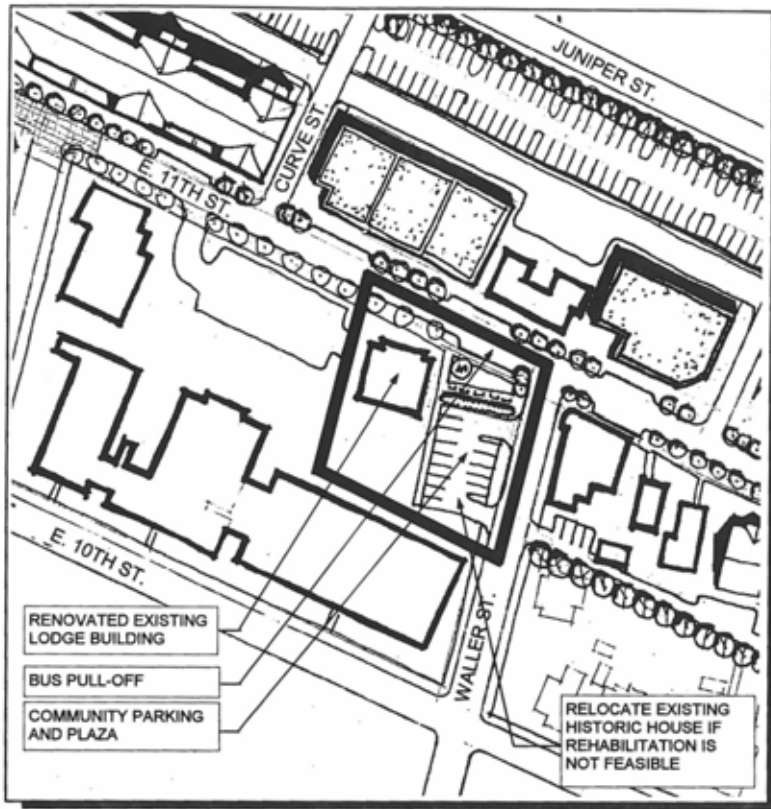 JUNIPER ST.
CURVE ST.
E. 11TH ST.
E. 10TH ST.
WALLER ST.
RENOVATED EXISTING
LODGE BUILDING
BUS PULL-OFF
COMMUNITY PARKING
AND PLAZA
RELOCATE EXISTING
HISTORIC HOUSE IF
REHABILITATION IS
NOT FEASIBLE